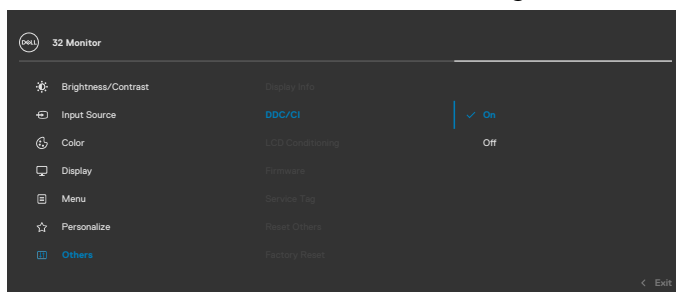 DELL
32 Monitor
Brightness/Contrast
Display Info
Input Source
DDC/CI
On
Color
LCD Conditioning
Off
Display
Firmware
Menu
Service Tag
Personalize
Reset Others
Others
Factory Reset
< Exit